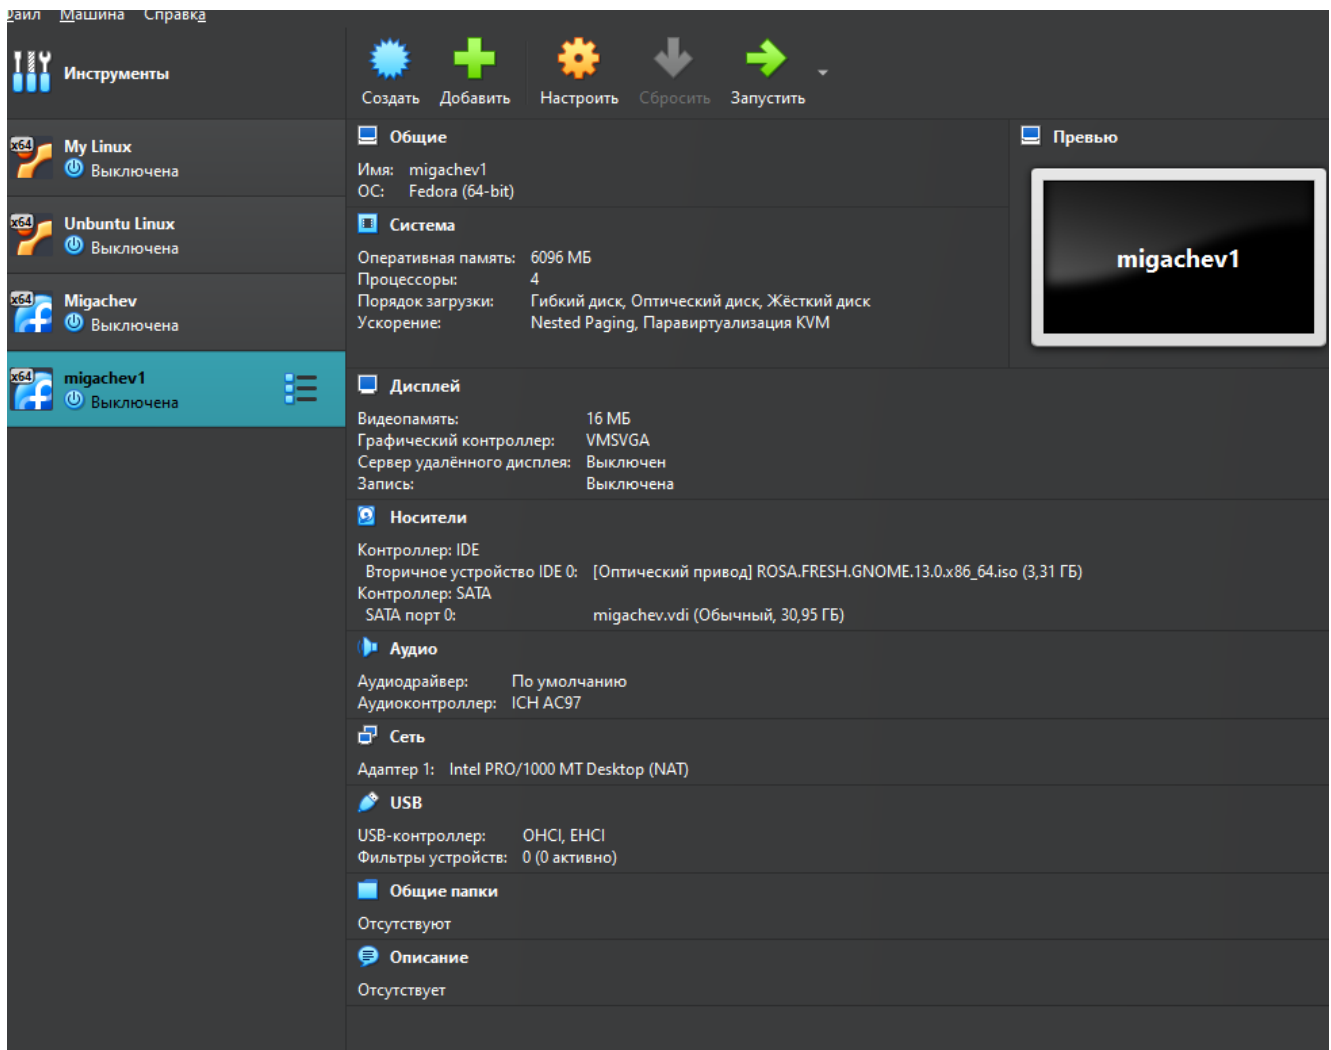 Файл Машина Справка
Инструменты
Создать Добавить Настроить Сбросить Запустить
x64 My Linux
Выключена
x64 Unbuntu Linux
Выключена
x64 Migachev
Выключена
x64 migachev1
Выключена
Общие
Имя: migachev1
ОС: Fedora (64-bit)
Система
Оперативная память: 6096 МБ
Процессоры: 4
Порядок загрузки: Гибкий диск, Оптический диск, Жёсткий диск
Ускорение: Nested Paging, Паравиртуализация KVM
Превью
migachev1
Дисплей
Видеопамять: 16 МБ
Графический контроллер: VMSVGA
Сервер удалённого дисплея: Выключен
Запись: Выключена
Носители
Контроллер: IDE
Вторичное устройство IDE 0: [Оптический привод] ROSA.FRESH.GNOME.13.0.x86_64.iso (3,31 ГБ)
Контроллер: SATA
SATA порт 0: migachev.vdi (Обычный, 30,95 ГБ)
Аудио
Аудиодрайвер: По умолчанию
Аудиоконтроллер: ICH AC97
Сеть
Адаптер 1: Intel PRO/1000 MT Desktop (NAT)
USB
USB-контроллер: OHCI, EHCI
Фильтры устройств: 0 (0 активно)
Общие папки
Отсутствуют
Описание
Отсутствует